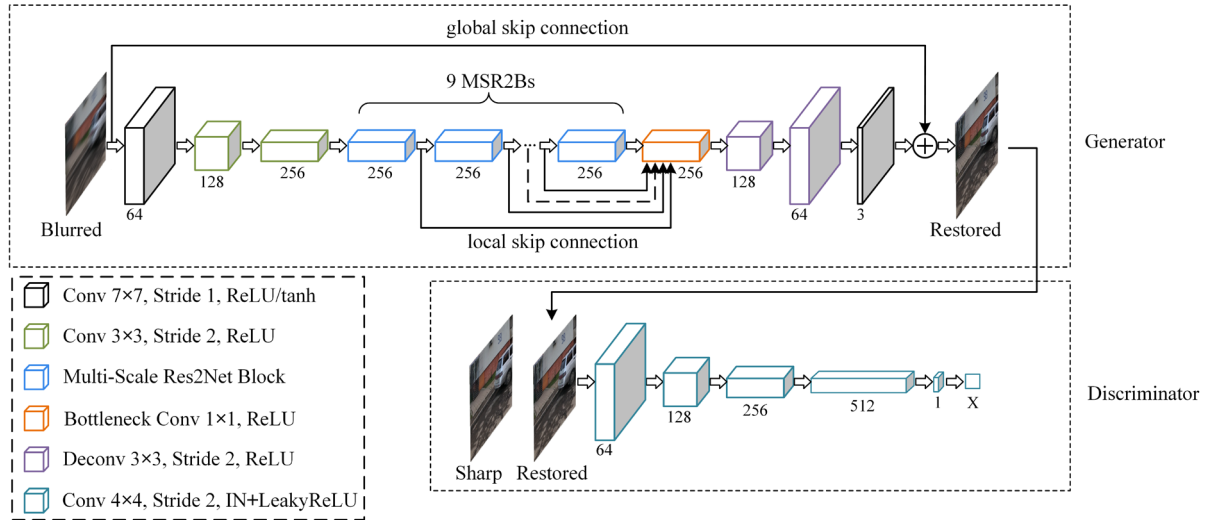 global skip connection
9 MSR2Bs
Generator
...
64
128
256
256
256
256
256
128
64
3
Blurred
local skip connection
Restored
Conv 7×7, Stride 1, ReLU/tanh
Conv 3×3, Stride 2, ReLU
Multi-Scale Res2Net Block
Bottleneck Conv 1×1, ReLU
Deconv 3×3, Stride 2, ReLU
Conv 4×4, Stride 2, IN+LeakyReLU
Discriminator
64
128
256
512
1
X
Sharp
Restored